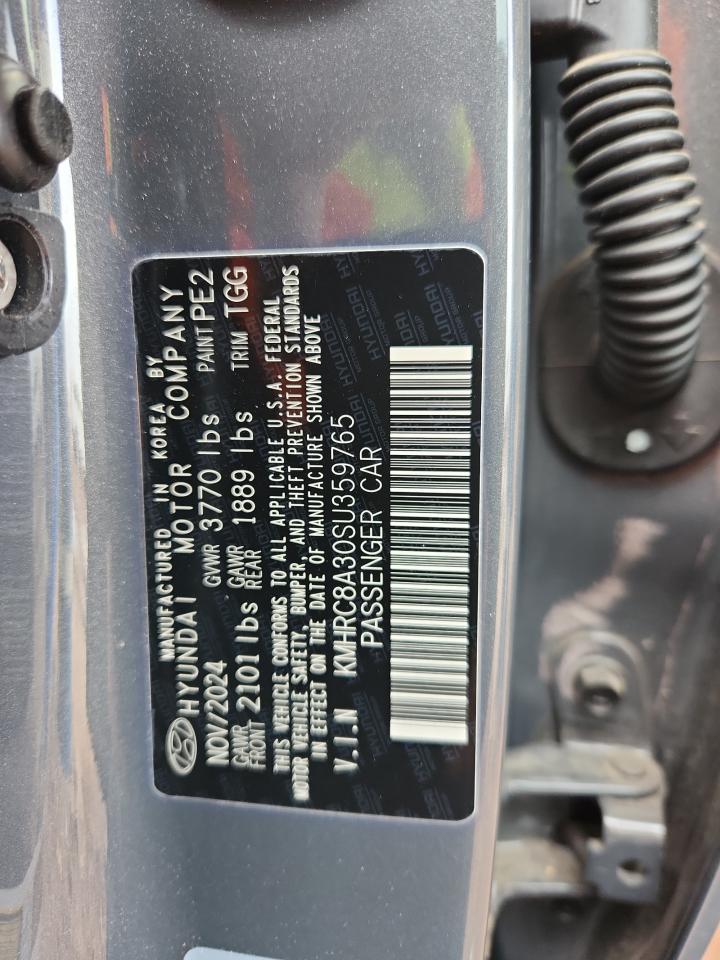 MANUFACTURED IN KOREA BY
HYUNDAI MOTOR COMPANY
NOV/2024 GVWR 3770 lbs PAINT PE2
GAWR FRONT 2101 lbs GAWR REAR 1889 lbs TRIM TGG
THIS VEHICLE CONFORMS TO ALL APPLICABLE U.S.A. FEDERAL
MOTOR VEHICLE SAFETY, BUMPER, AND THEFT PREVENTION STANDARDS
IN EFFECT ON THE DATE OF MANUFACTURE SHOWN ABOVE
V.I.N KMHRC8A30SU359765
PASSENGER CAR